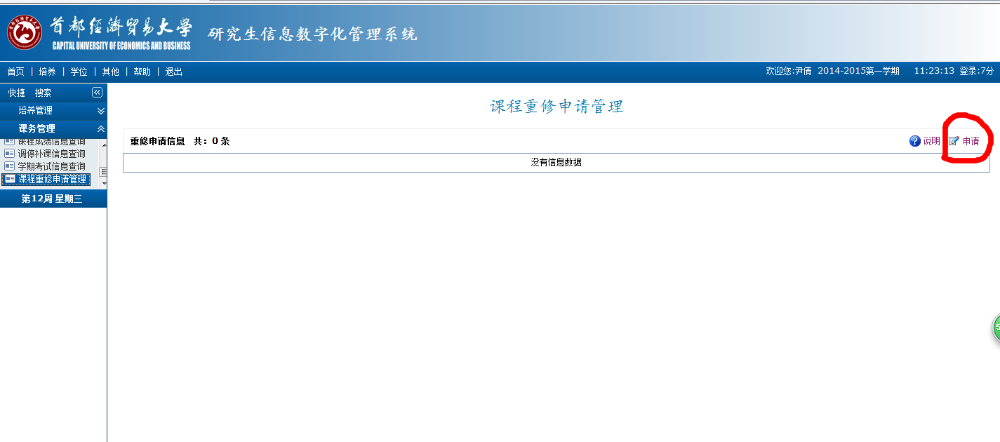 首都经济贸易大学
CAPITAL UNIVERSITY OF ECONOMICS AND BUSINESS
研究生信息数字化管理系统
首页 | 培养 | 学位 | 其他 | 帮助 | 退出
欢迎您:尹倩 2014-2015第一学期 11:23:13 登录:7分
快捷 搜索
培养管理
课务管理
课程成绩信息查询
调停补课信息查询
学期考试信息查询
课程重修申请管理
第12周 星期三
课程重修申请管理
重修申请信息 共：0 条
说明 申请
没有信息数据